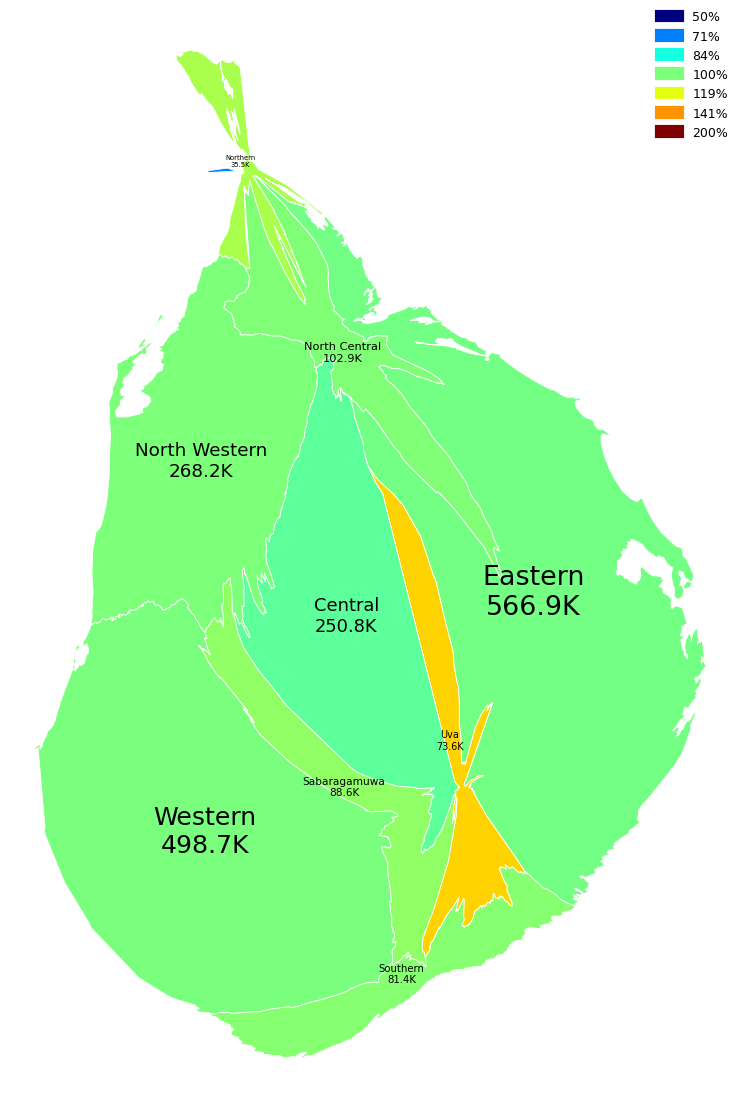 50%
71%
84%
100%
119%
141%
200%
Northern
35.5K
North Central
102.9K
North Western
268.2K
Eastern
566.9K
Central
250.8K
Uva
73.6K
Sabaragamuwa
88.6K
Western
498.7K
Southern
81.4K